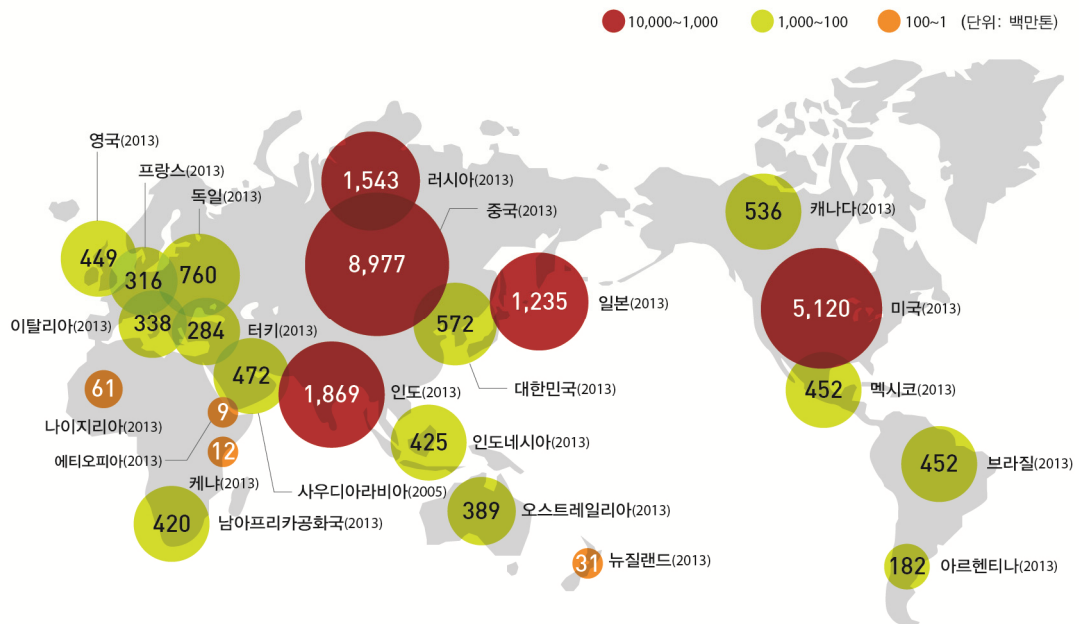 10,000~1,000 1,000~100 100~1 (단위: 백만톤)
영국(2013)
프랑스(2013)
독일(2013)
1,543 러시아(2013)
중국(2013)
536 캐나다(2013)
449 316 760 8,977
1,235 일본(2013)
5,120 미국(2013)
이탈리아(2013) 338 284 터키(2013) 572
472 1,869 인도(2013) 대한민국(2013)
452 멕시코(2013)
61 나이지리아(2013)
9 에티오피아(2013)
425 인도네시아(2013)
12 케냐(2013)
452 브라질(2013)
사우디아라비아(2005)
420 남아프리카공화국(2013)
389 오스트레일리아(2013)
31 뉴질랜드(2013)
182 아르헨티나(2013)